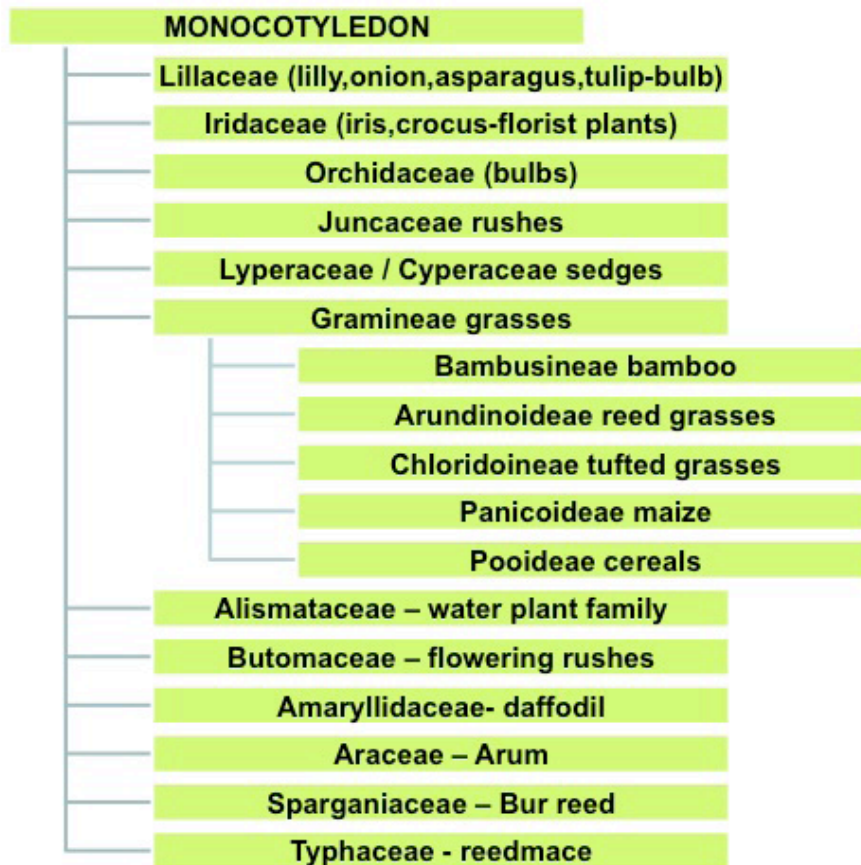 MONOCOTYLEDON
Lillaceae (lilly,onion,asparagus,tulip-bulb)
Iridaceae (iris,crocus-florist plants)
Orchidaceae (bulbs)
Juncaceae rushes
Lyperaceae / Cyperaceae sedges
Gramineae grasses
Bambusineae bamboo
Arundinoideae reed grasses
Chloridoineae tufted grasses
Panicoideae maize
Pooideae cereals
Alismataceae – water plant family
Butomaceae – flowering rushes
Amaryllidaceae- daffodil
Araceae – Arum
Sparganiaceae – Bur reed
Typhaceae - reedmace